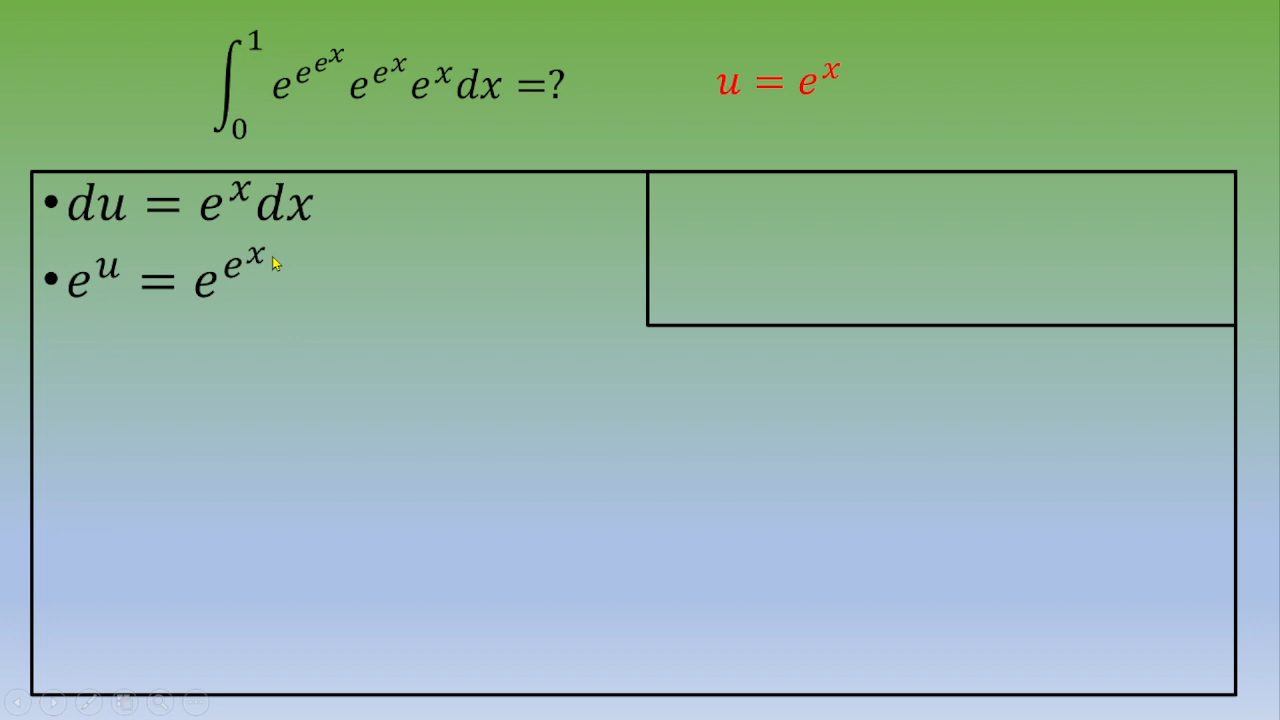 ∫₀¹ e^{e^{e^x}} e^{e^x} e^x dx =?
u = e^x
•du = e^x dx
•e^u = e^{e^x}